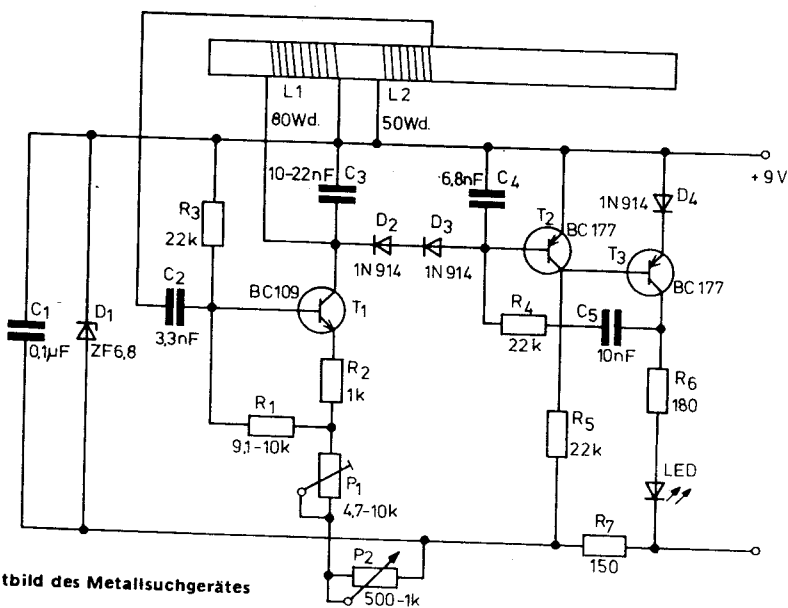 L1
L2
80Wd.
50Wd.
+9V
10-22nF
C3
6,8nF
C4
1N914
D4
R3
22k
D2
D3
T2
BC177
1N914
1N914
T3
BC177
C2
3,3nF
BC109
T1
R4
22k
C5
10nF
C1
0,1µF
D1
ZF6,8
R2
1k
R6
180
R1
9,1-10k
R5
22k
P1
4,7-10k
LED
R7
150
P2
500-1k
tbild des Metallsuchgerätes